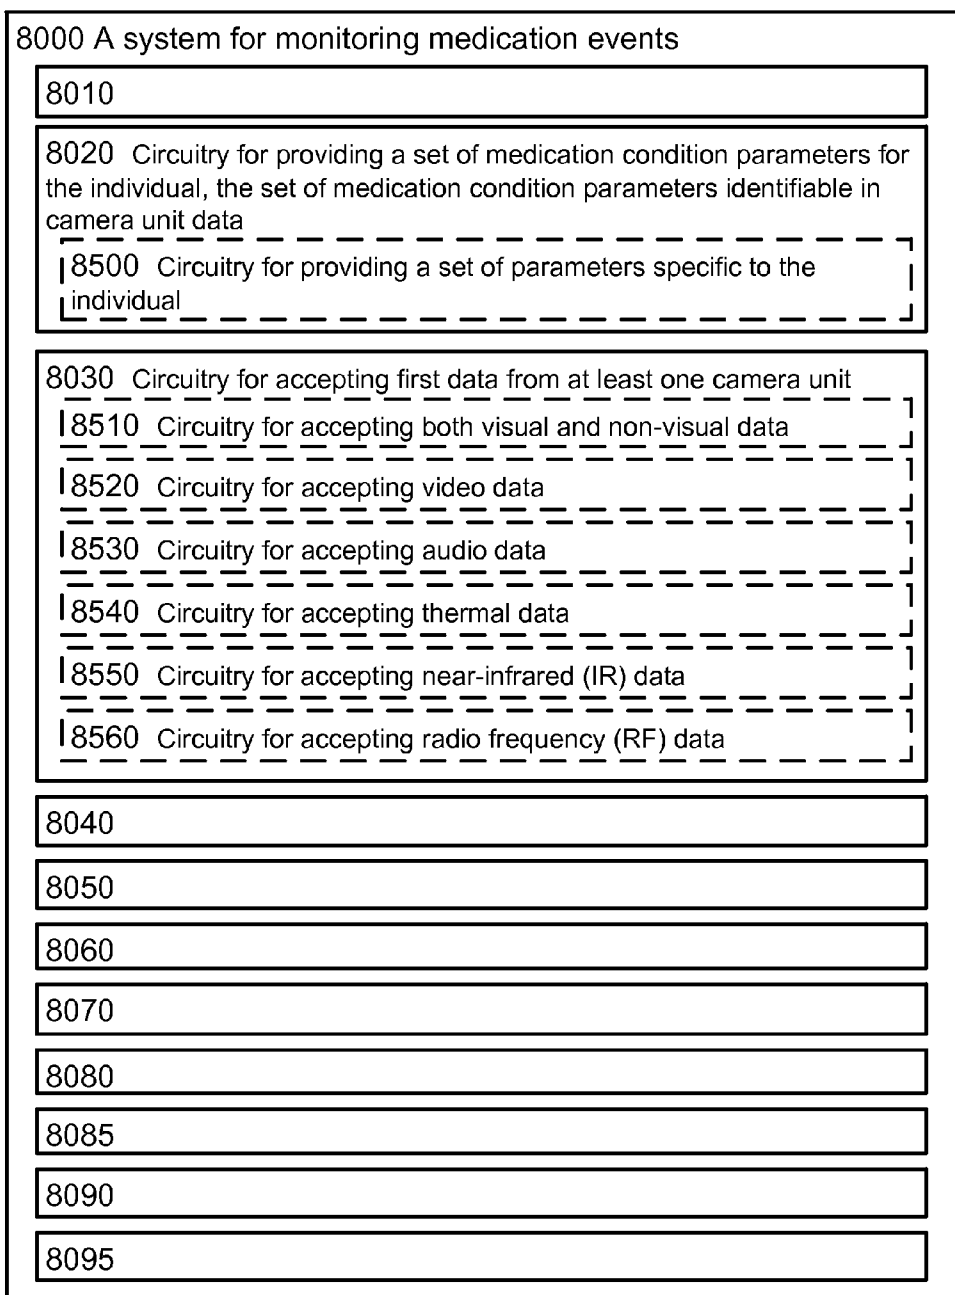 8000 A system for monitoring medication events
8010
8020 Circuitry for providing a set of medication condition parameters for
the individual, the set of medication condition parameters identifiable in
camera unit data
8500 Circuitry for providing a set of parameters specific to the
individual
8030 Circuitry for accepting first data from at least one camera unit
8510 Circuitry for accepting both visual and non-visual data
8520 Circuitry for accepting video data
8530 Circuitry for accepting audio data
8540 Circuitry for accepting thermal data
8550 Circuitry for accepting near-infrared (IR) data
8560 Circuitry for accepting radio frequency (RF) data
8040
8050
8060
8070
8080
8085
8090
8095